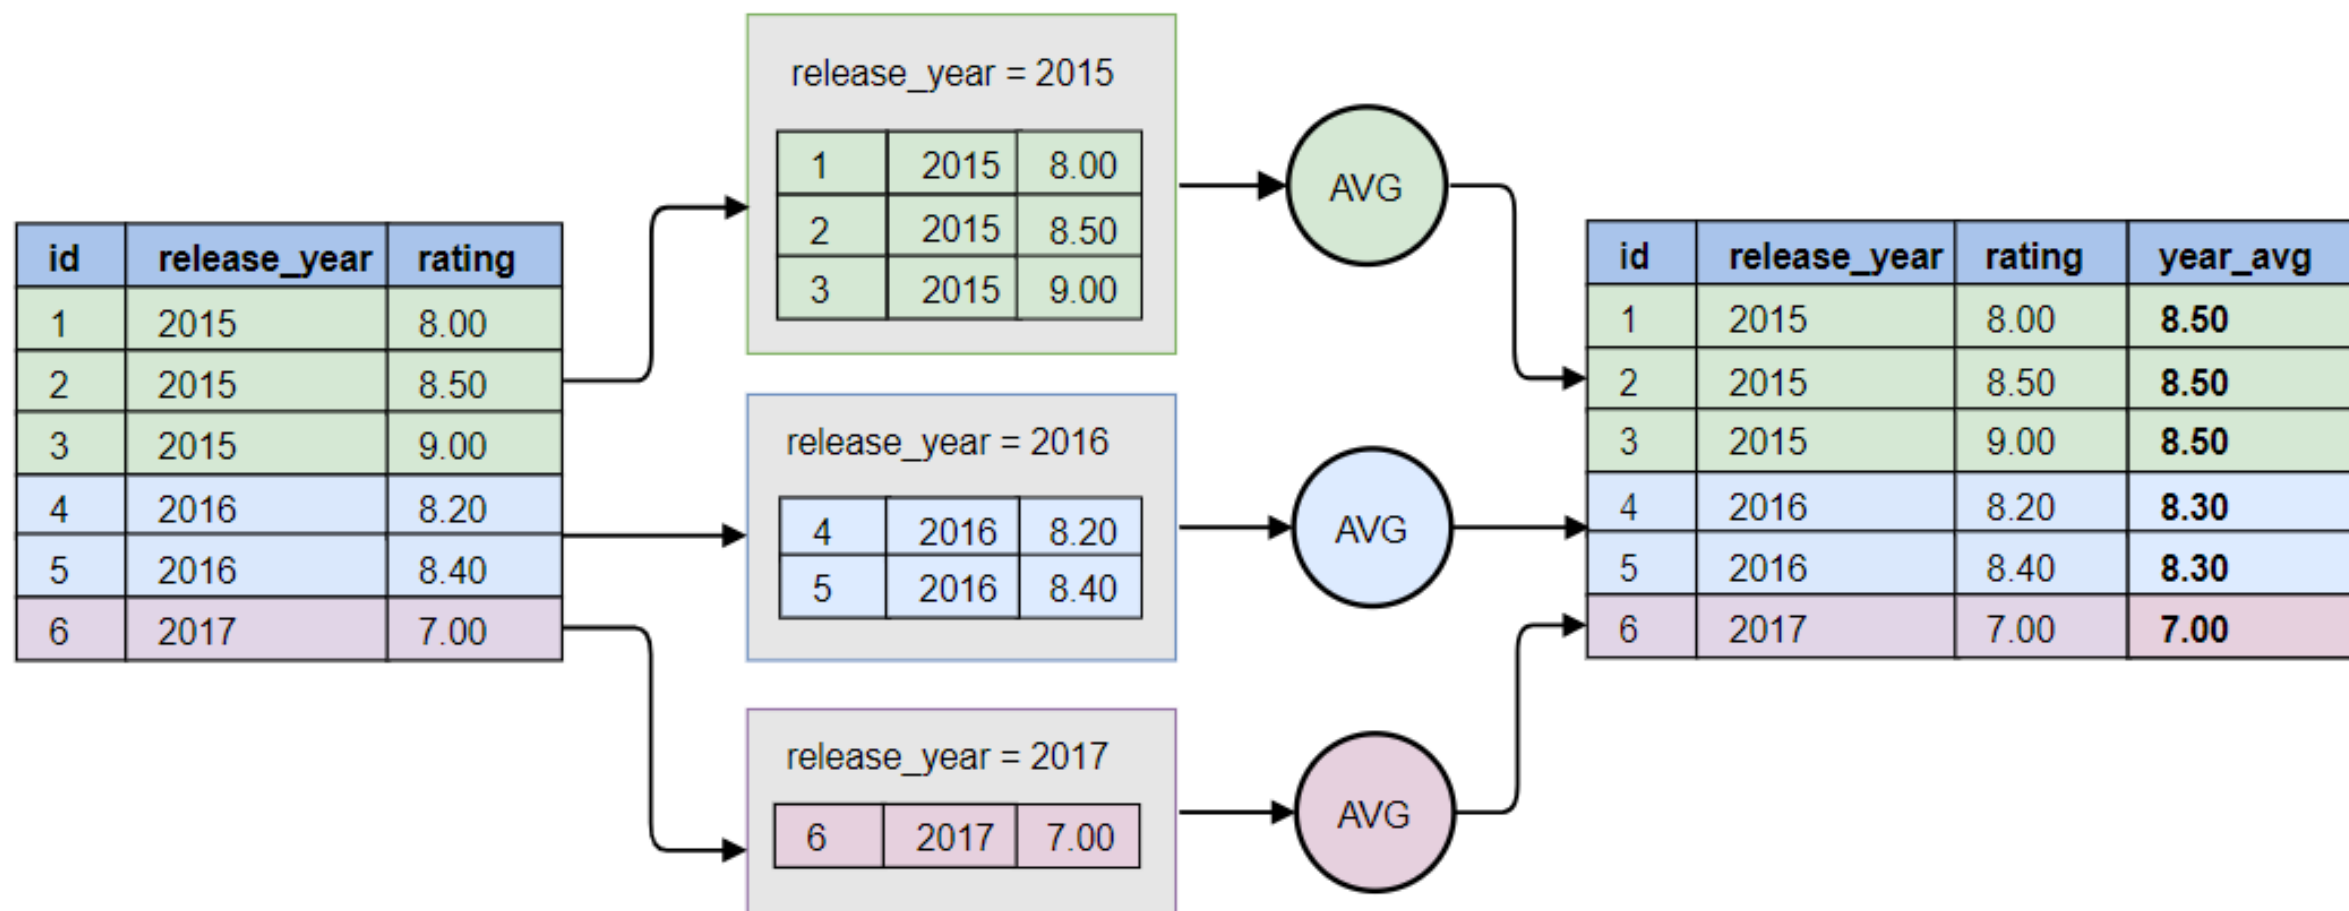 id release_year rating
1 2015 8.00
2 2015 8.50
3 2015 9.00
4 2016 8.20
5 2016 8.40
6 2017 7.00
release_year = 2015
1 2015 8.00
2 2015 8.50
3 2015 9.00
release_year = 2016
4 2016 8.20
5 2016 8.40
release_year = 2017
6 2017 7.00
AVG
AVG
AVG
id release_year rating year_avg
1 2015 8.00 8.50
2 2015 8.50 8.50
3 2015 9.00 8.50
4 2016 8.20 8.30
5 2016 8.40 8.30
6 2017 7.00 7.00